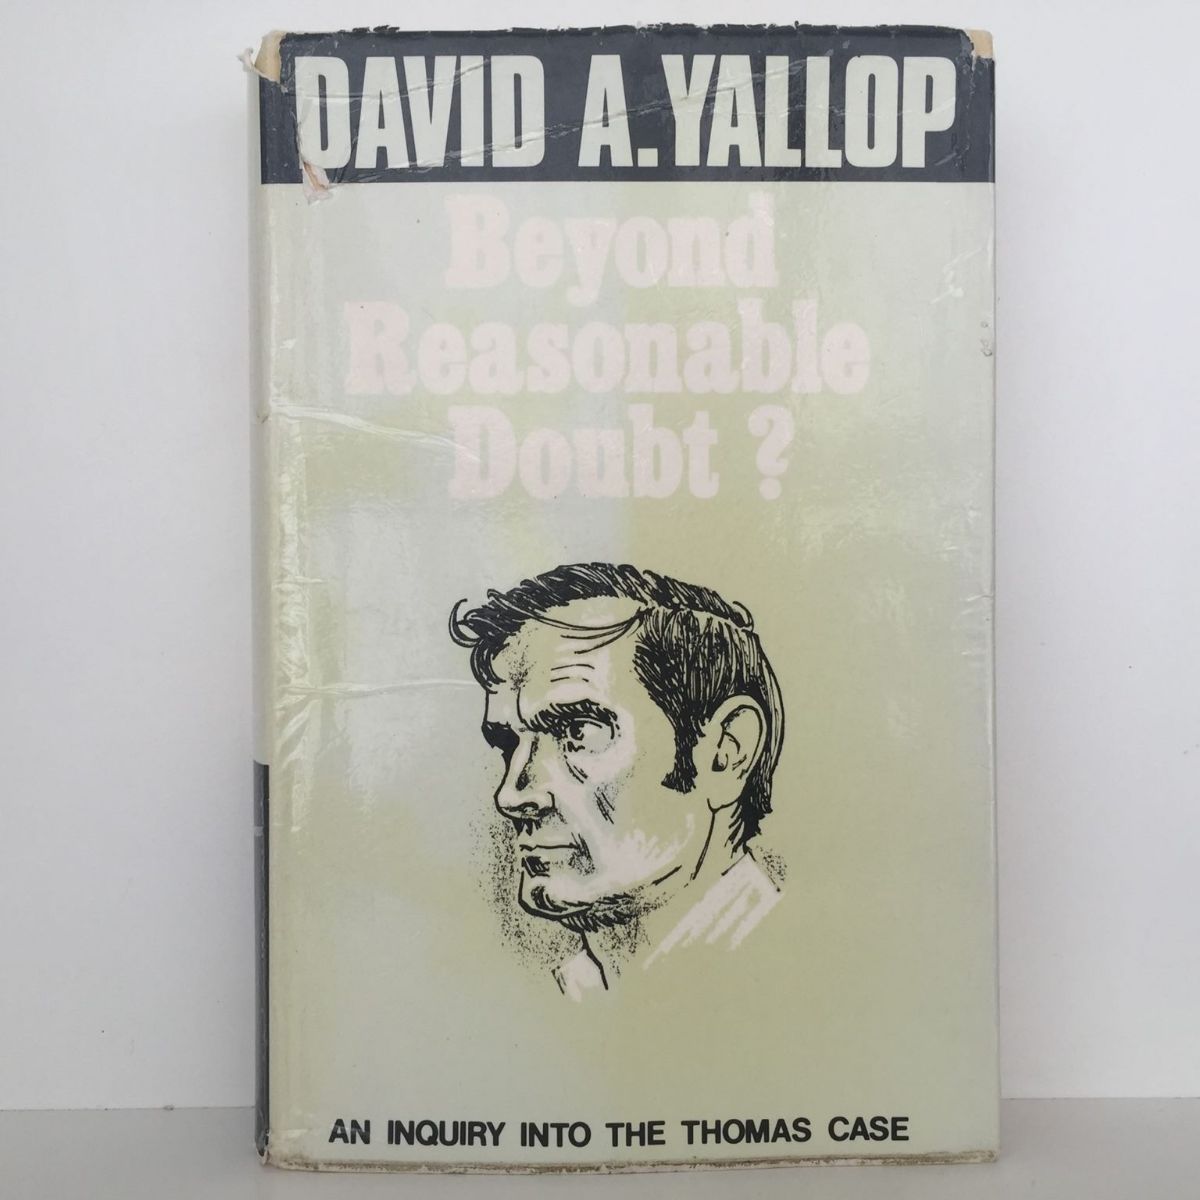 DAVID A. YALLOP
Beyond
Reasonable
Doubt ?
AN INQUIRY INTO THE THOMAS CASE